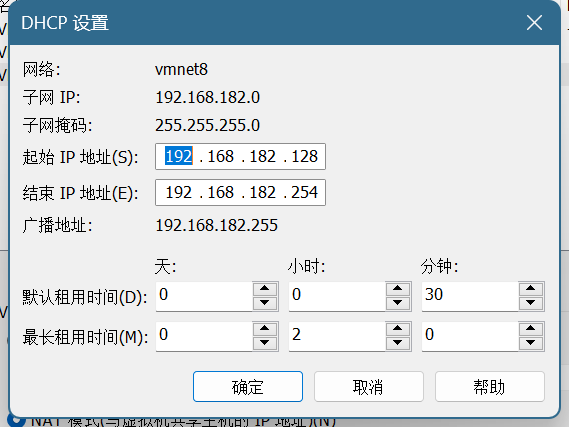 DHCP 设置
网络: vmnet8
子网 IP: 192.168.182.0
子网掩码: 255.255.255.0
起始 IP 地址(S): 192 . 168 . 182 . 128
结束 IP 地址(E): 192 . 168 . 182 . 254
广播地址: 192.168.182.255
天: 小时: 分钟:
默认租用时间(D): 0 0 30
最长租用时间(M): 0 2 0
确定 取消 帮助
NAT 模式(与虚拟机共享主机的 IP 地址)(N)